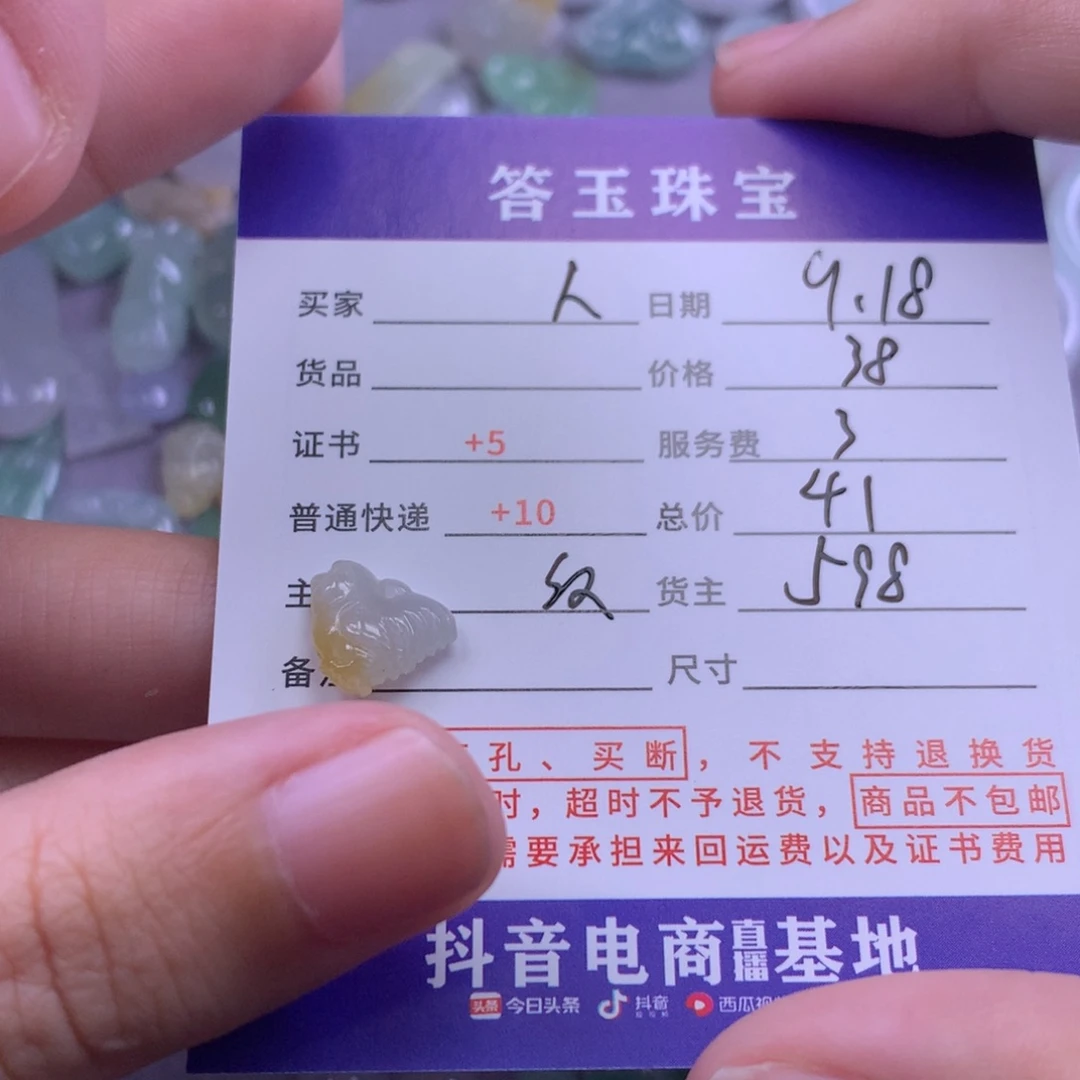 答玉珠宝
买家 人 日期 9.18
货品 价格 38
证书 +5 服务费 3
普通快递 +10 总价 41
主 货主 598
备 尺寸
孔、买断，不支持退换货
时，超时不予退货，商品不包邮
需要承担来回运费以及证书费用
抖音电商直播基地
头条 今日头条 抖音 西瓜视